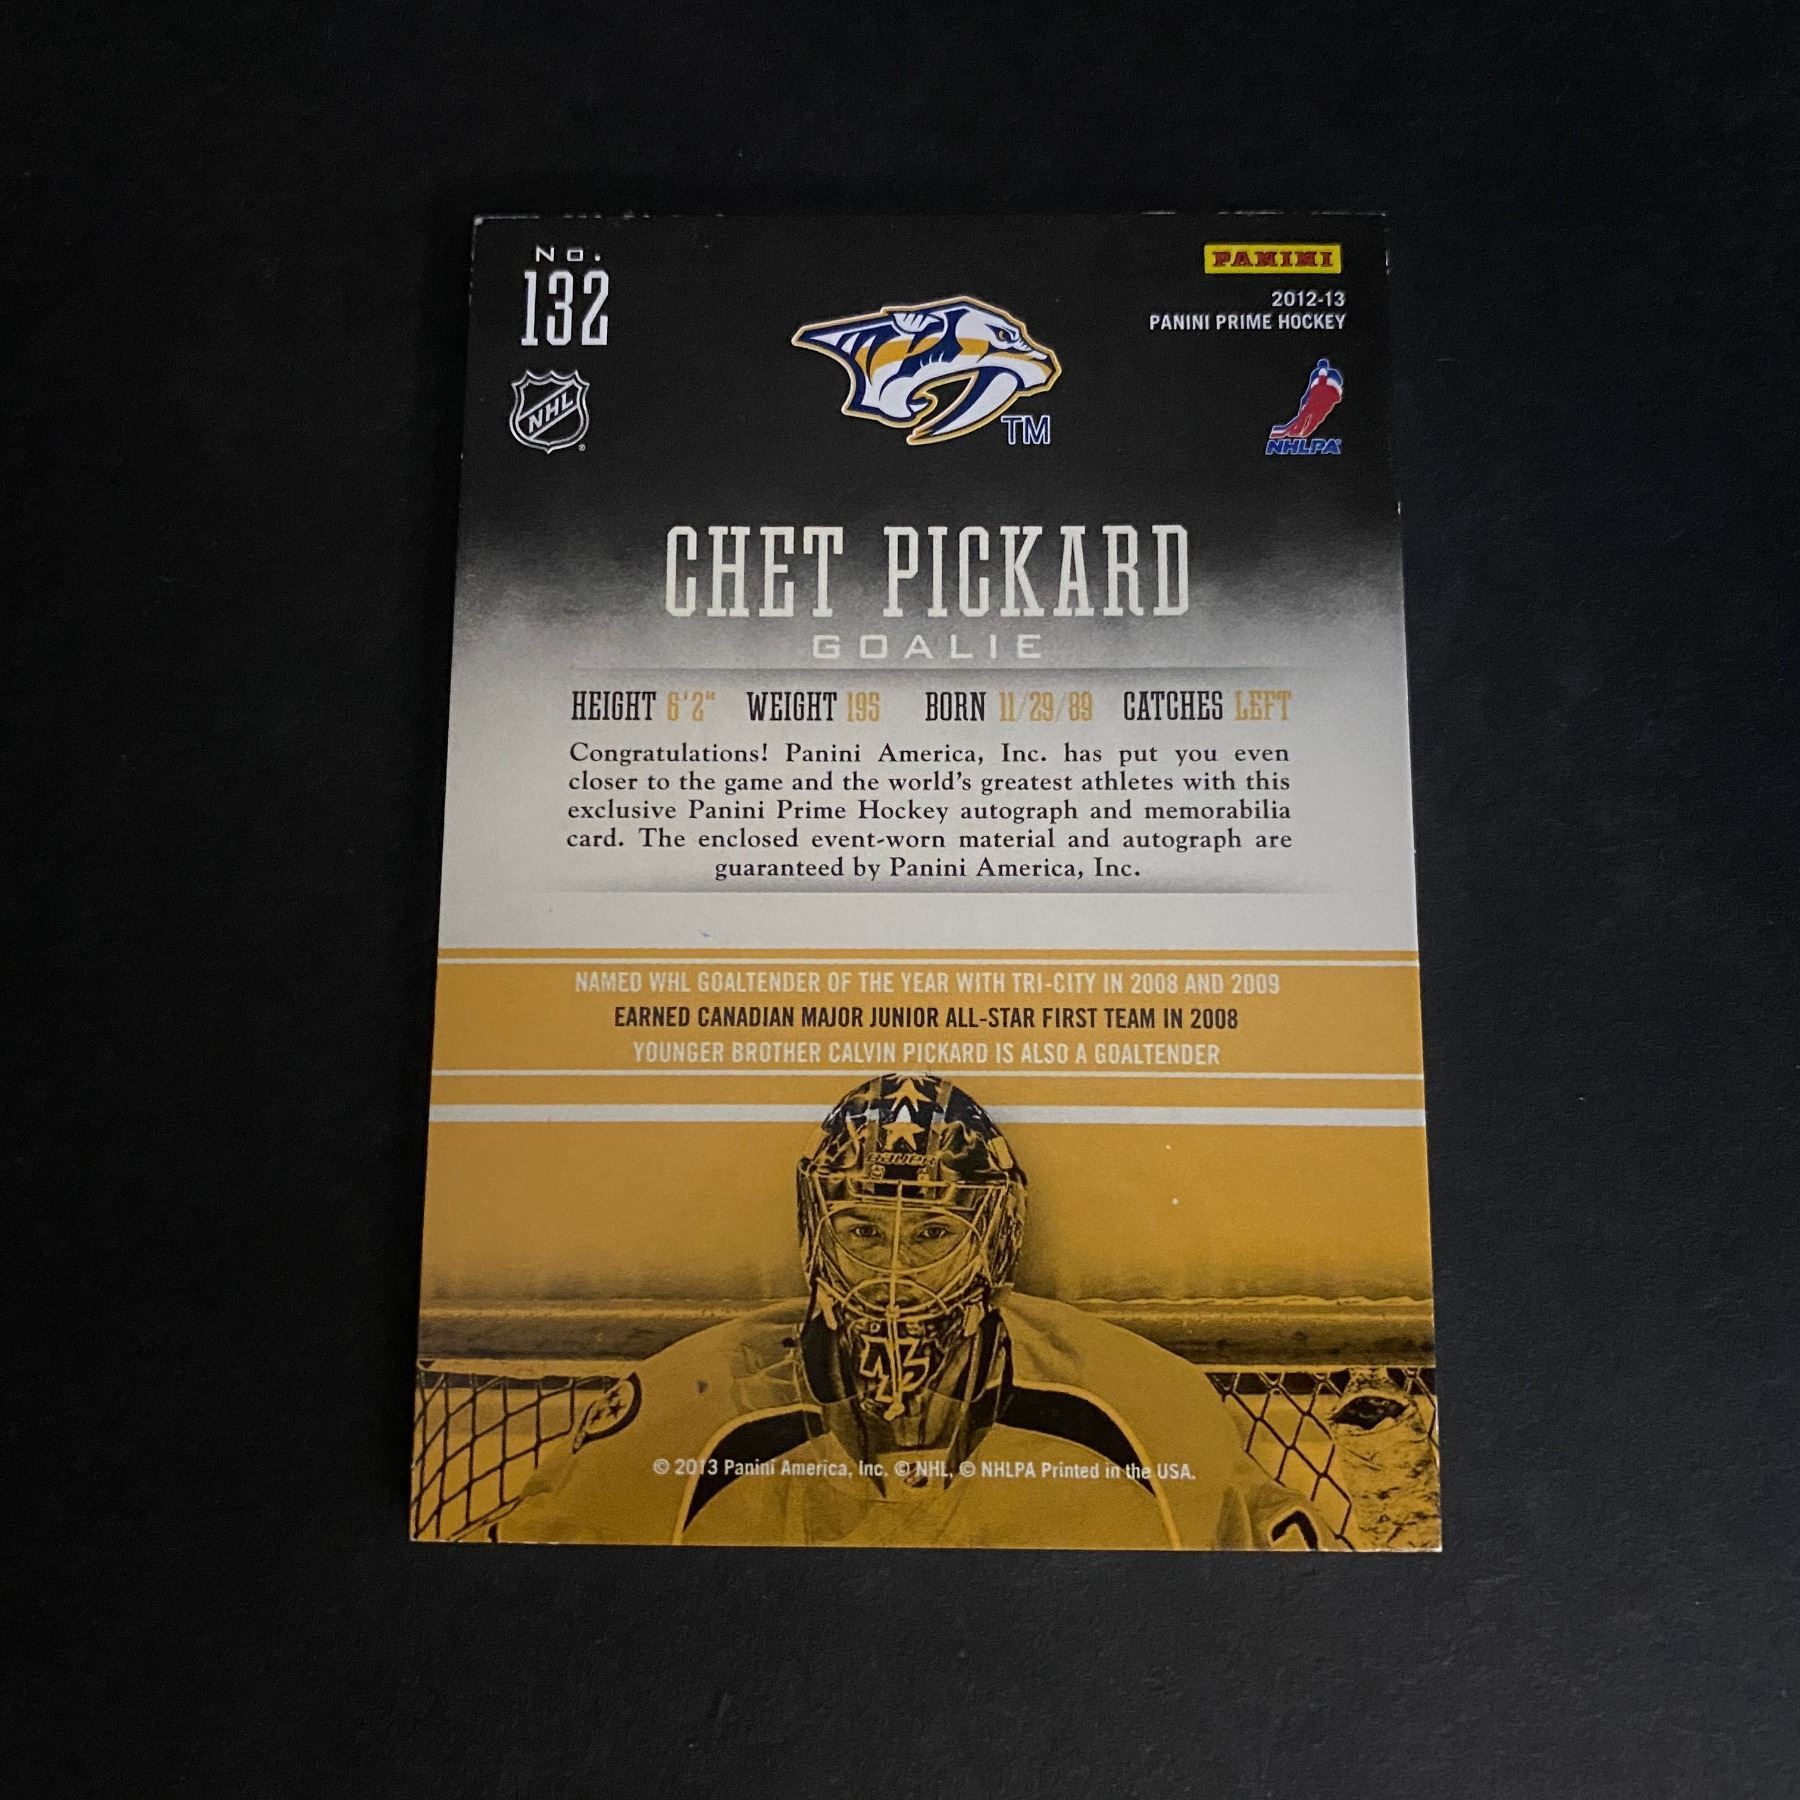 NO.
132
NHL
PANINI
2012-13
PANINI PRIME HOCKEY
TM
NHLPA
CHET PICKARD
GOALIE
HEIGHT 6'2" WEIGHT 195 BORN 11/29/89 CATCHES LEFT
Congratulations! Panini America, Inc. has put you even
closer to the game and the world's greatest athletes with this
exclusive Panini Prime Hockey autograph and memorabilia
card. The enclosed event-worn material and autograph are
guaranteed by Panini America, Inc.
NAMED WHL GOALTENDER OF THE YEAR WITH TRI-CITY IN 2008 AND 2009
EARNED CANADIAN MAJOR JUNIOR ALL-STAR FIRST TEAM IN 2008
YOUNGER BROTHER CALVIN PICKARD IS ALSO A GOALTENDER
BAUER
© 2013 Panini America, Inc. © NHL, © NHLPA Printed in the USA.